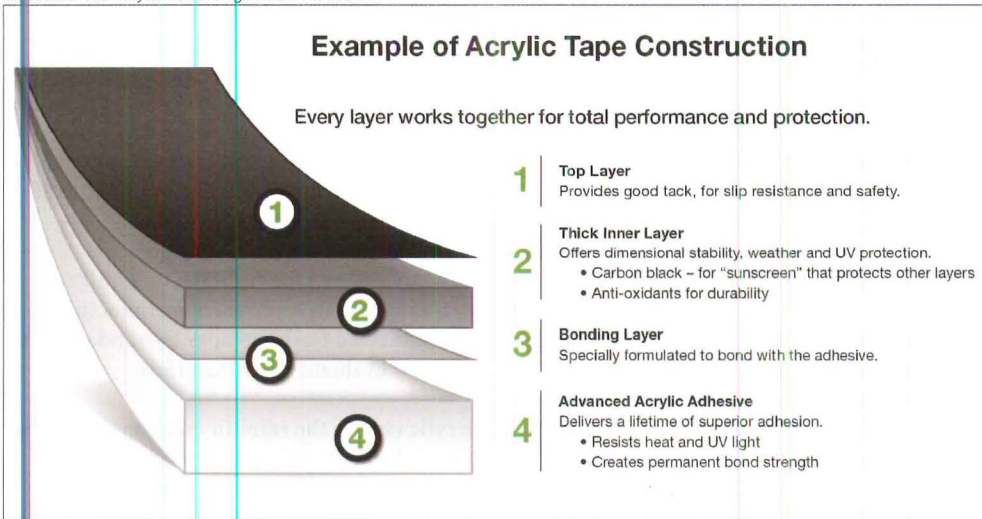 Example of Acrylic Tape Construction
Every layer works together for total performance and protection.
1
Top Layer
Provides good tack, for slip resistance and safety.
2
Thick Inner Layer
Offers dimensional stability, weather and UV protection.
• Carbon black – for “sunscreen” that protects other layers
• Anti-oxidants for durability
3
Bonding Layer
Specially formulated to bond with the adhesive.
4
Advanced Acrylic Adhesive
Delivers a lifetime of superior adhesion.
• Resists heat and UV light
• Creates permanent bond strength
1
2
3
4